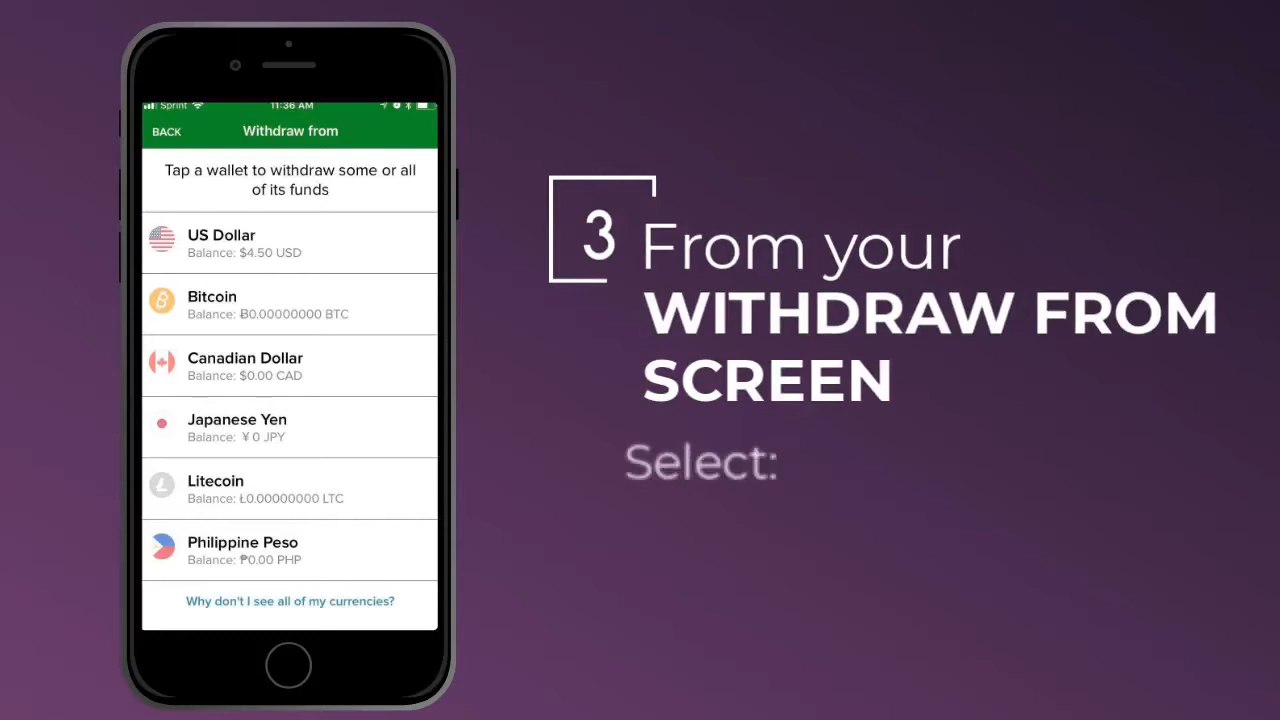 Sprint 11:36 AM
BACK Withdraw from
Tap a wallet to withdraw some or all
of its funds
US Dollar
Balance: $4.50 USD
Bitcoin
Balance: Ƀ0.00000000 BTC
Canadian Dollar
Balance: $0.00 CAD
Japanese Yen
Balance: ¥ 0 JPY
Litecoin
Balance: Ł0.00000000 LTC
Philippine Peso
Balance: ₱0.00 PHP
Why don't I see all of my currencies?
3 From your
WITHDRAW FROM
SCREEN
Select: